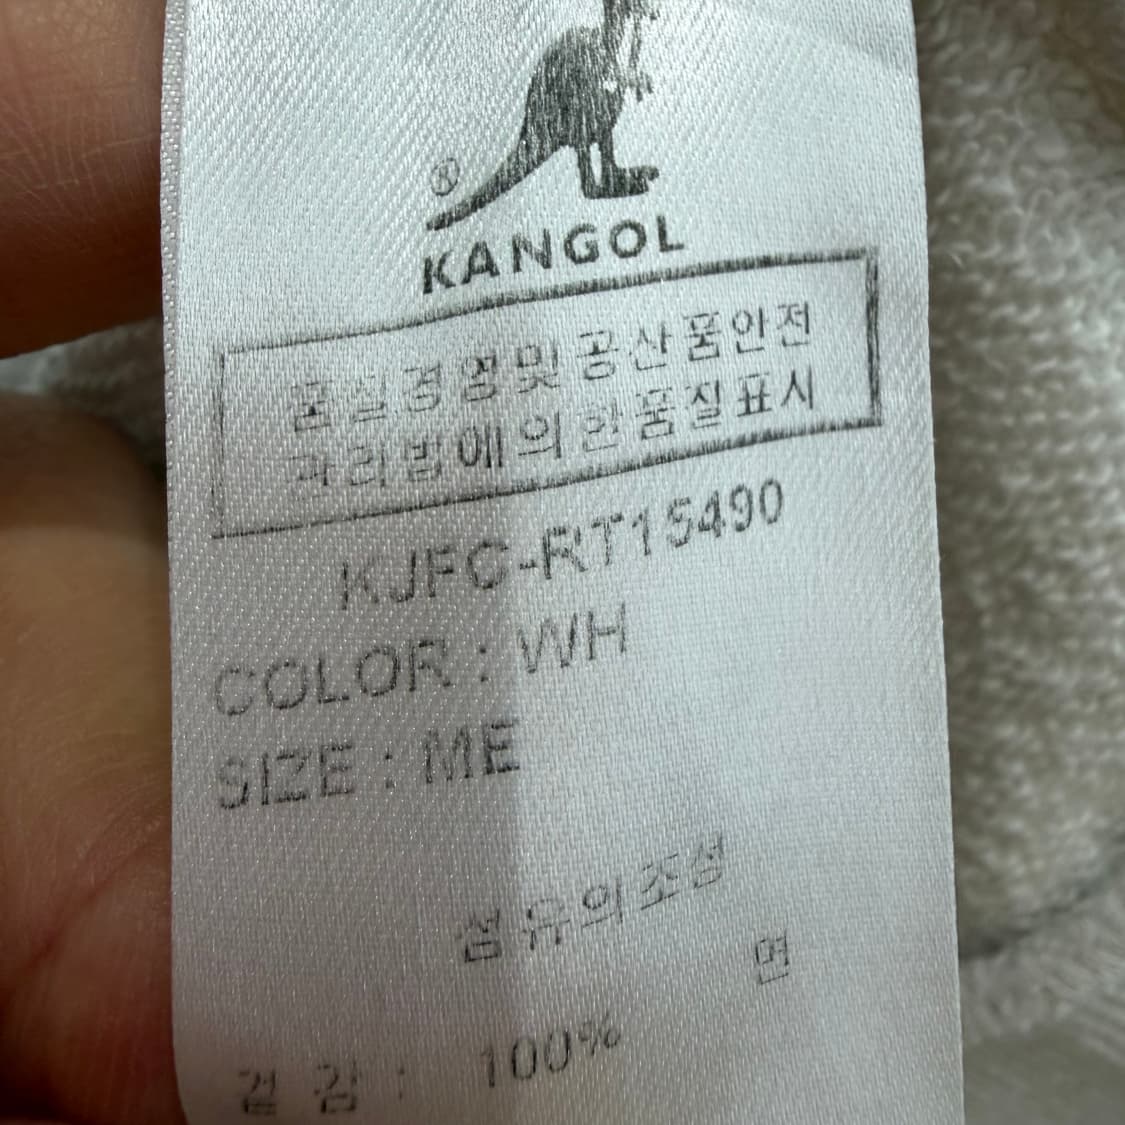 ®
KANGOL
품질경영및 공산품안전
관리법에의한품질표시
KJFC-RT15490
COLOR : WH
SIZE : ME
섬유의조성
면
겉 감 : 100%